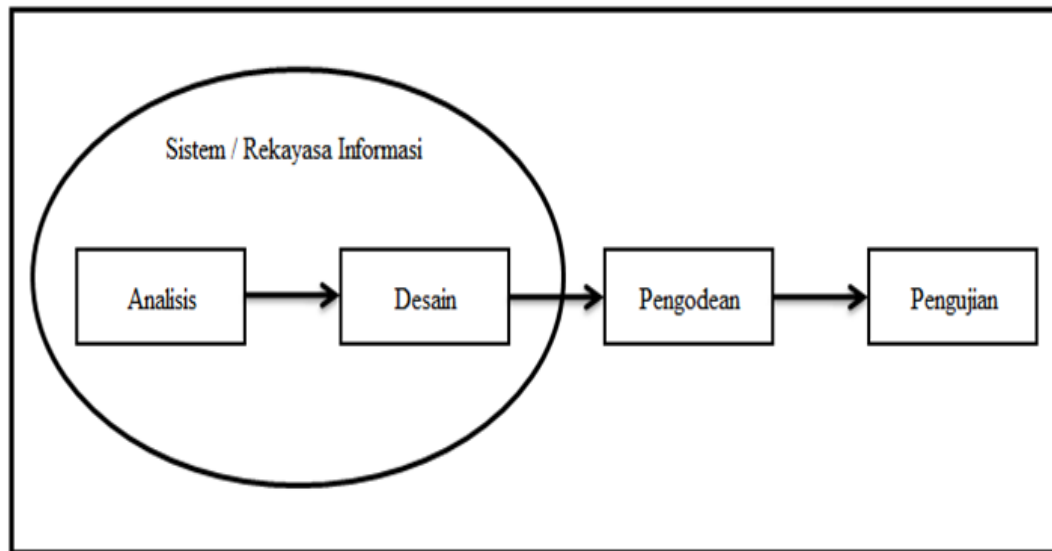 Sistem / Rekayasa Informasi
Analisis
Desain
Pengodean
Pengujian